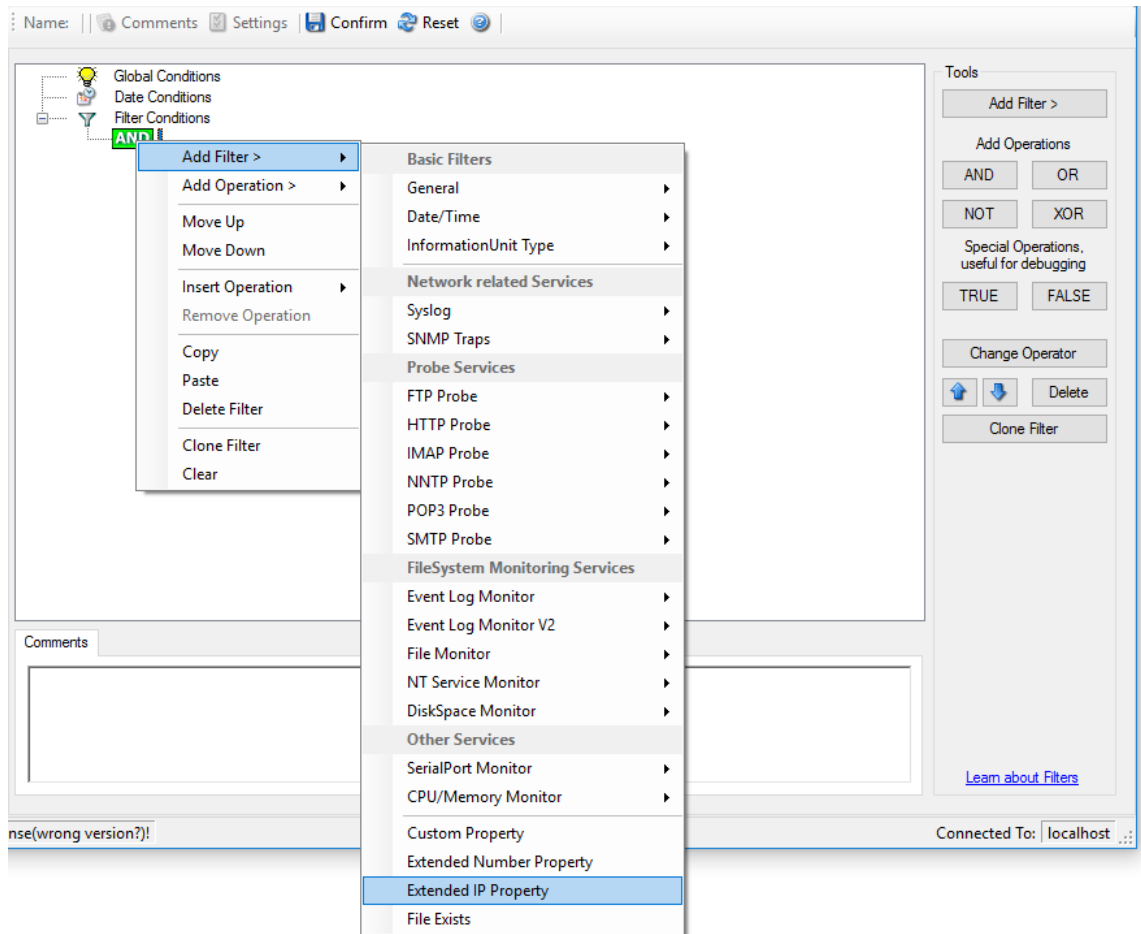 Name: Comments Settings Confirm Reset
Global Conditions
Date Conditions
Filter Conditions
AND
Add Filter >
Add Operation >
Move Up
Move Down
Insert Operation
Remove Operation
Copy
Paste
Delete Filter
Clone Filter
Clear
Basic Filters
General
Date/Time
InformationUnit Type
Network related Services
Syslog
SNMP Traps
Probe Services
FTP Probe
HTTP Probe
IMAP Probe
NNTP Probe
POP3 Probe
SMTP Probe
FileSystem Monitoring Services
Event Log Monitor
Event Log Monitor V2
File Monitor
NT Service Monitor
DiskSpace Monitor
Other Services
SerialPort Monitor
CPU/Memory Monitor
Custom Property
Extended Number Property
Extended IP Property
File Exists
Tools
Add Filter >
Add Operations
AND OR
NOT XOR
Special Operations,
useful for debugging
TRUE FALSE
Change Operator
Delete
Clone Filter
Learn about Filters
Comments
nse(wrong version?)!
Connected To: localhost